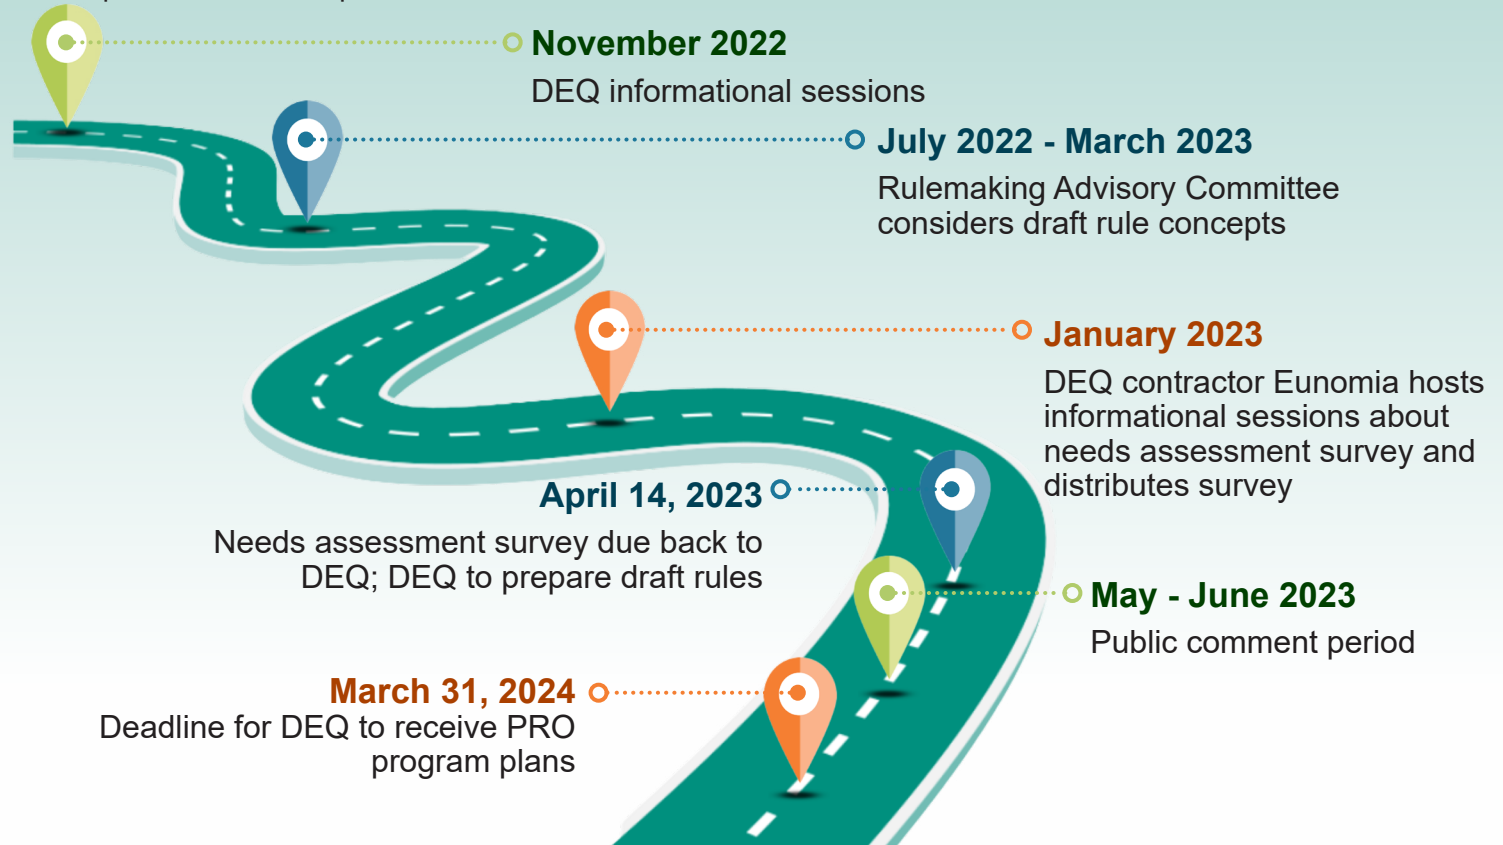 November 2022
DEQ informational sessions
July 2022 - March 2023
Rulemaking Advisory Committee
considers draft rule concepts
January 2023
DEQ contractor Eunomia hosts
informational sessions about
needs assessment survey and
distributes survey
April 14, 2023
Needs assessment survey due back to
DEQ; DEQ to prepare draft rules
May - June 2023
Public comment period
March 31, 2024
Deadline for DEQ to receive PRO
program plans